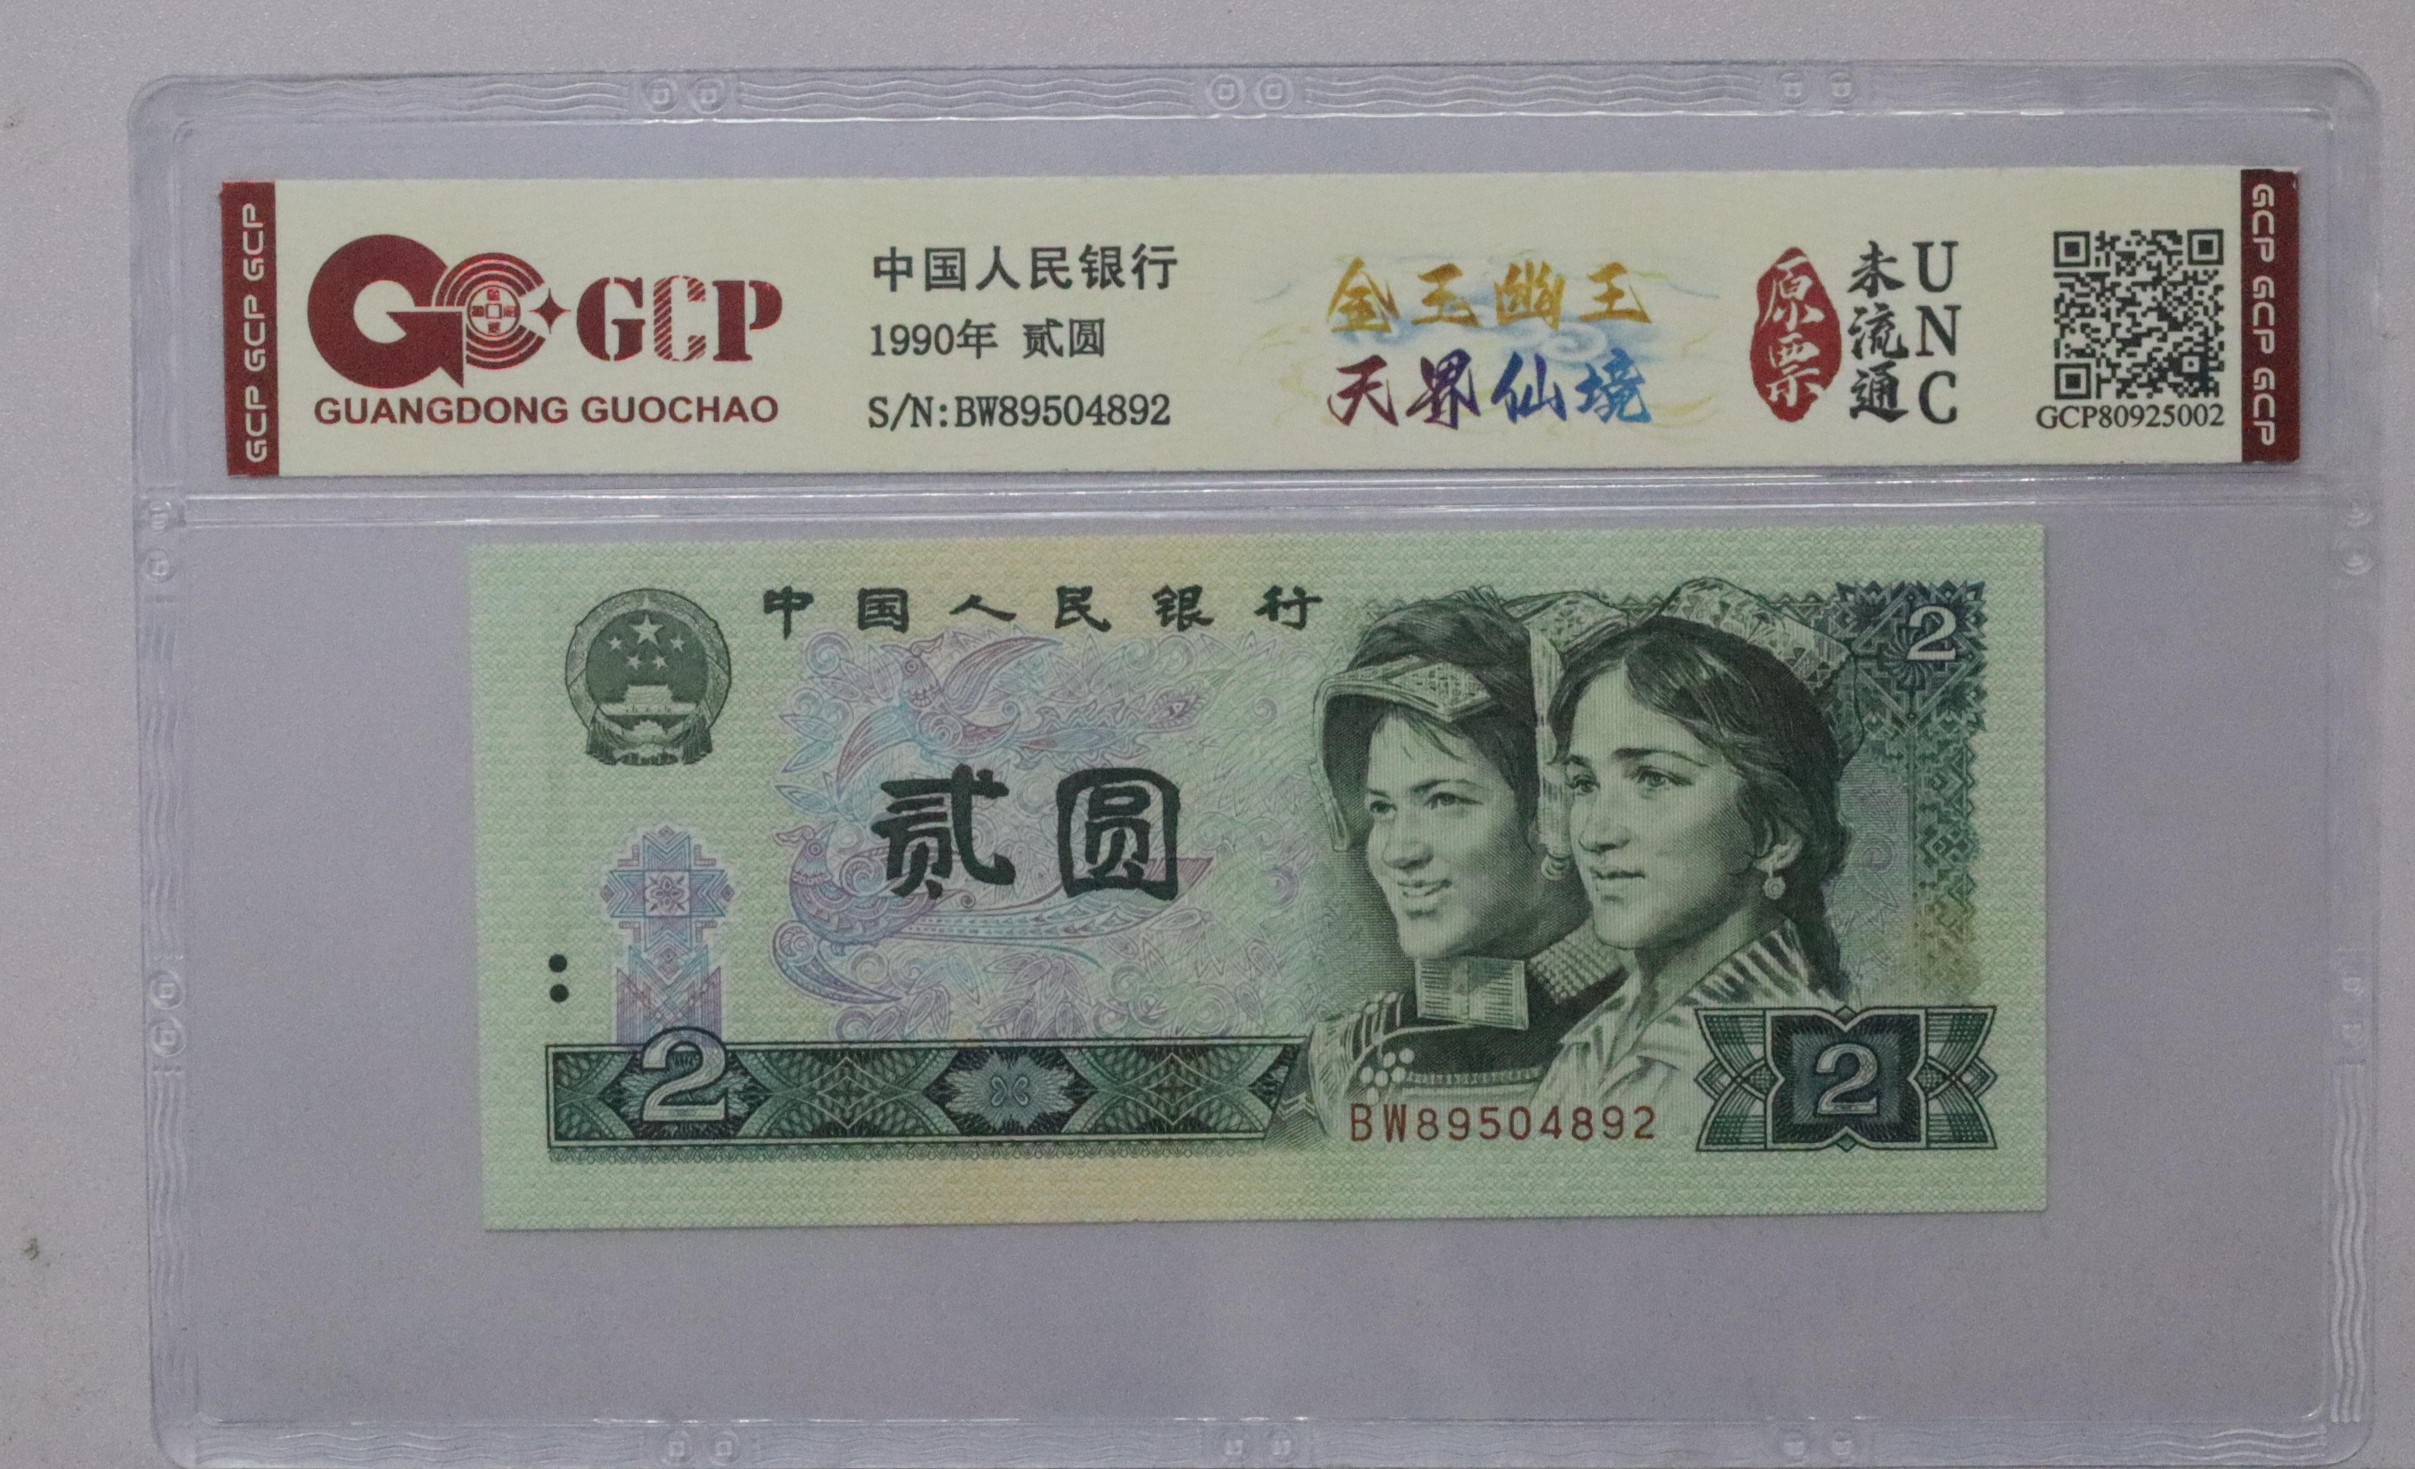 GCP GCP GCP
GCP
GUANGDONG GUOCHAO
中国人民银行
1990年 贰圆
S/N:BW89504892
金王幽王
天界仙境
原票
未流通
UNC
GCP80925002
GCP GCP GCP
中国人民银行
2
贰圆
2
BW89504892
2